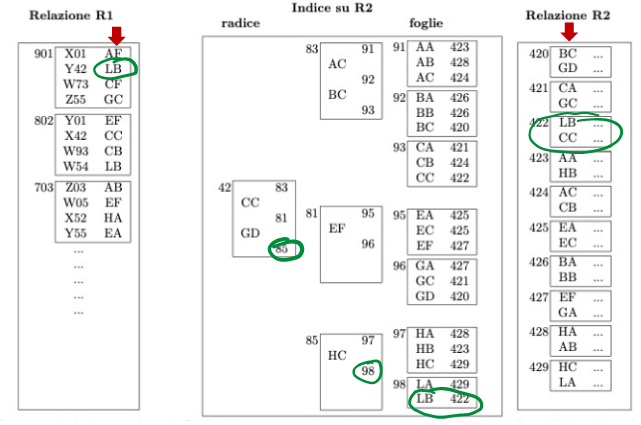 Relazione R1
901 X01 AF
Y42 LB
W73 CF
Z55 GC
802 Y01 EF
X42 CC
W93 CB
W54 LB
703 Z03 AB
W05 EF
X52 HA
Y55 EA
...
...
...
...
...
Indice su R2
radice
foglie
42 83
CC
81
GD
85
83 91
AC
92
BC
93
81 95
EF
96
85 97
HC
98
91 AA 423
AB 428
AC 424
92 BA 426
BB 426
BC 420
93 CA 421
CB 424
CC 422
95 EA 425
EC 425
EF 427
96 GA 427
GC 421
GD 420
97 HA 428
HB 423
HC 429
98 LA 429
LB 422
Relazione R2
420 BC ...
GD ...
421 CA ...
GC ...
422 LB ...
CC ...
423 AA ...
HB ...
424 AC ...
CB ...
425 EA ...
EC ...
426 BA ...
BB ...
427 EF ...
GA ...
428 HA ...
AB ...
429 HC ...
LA ...